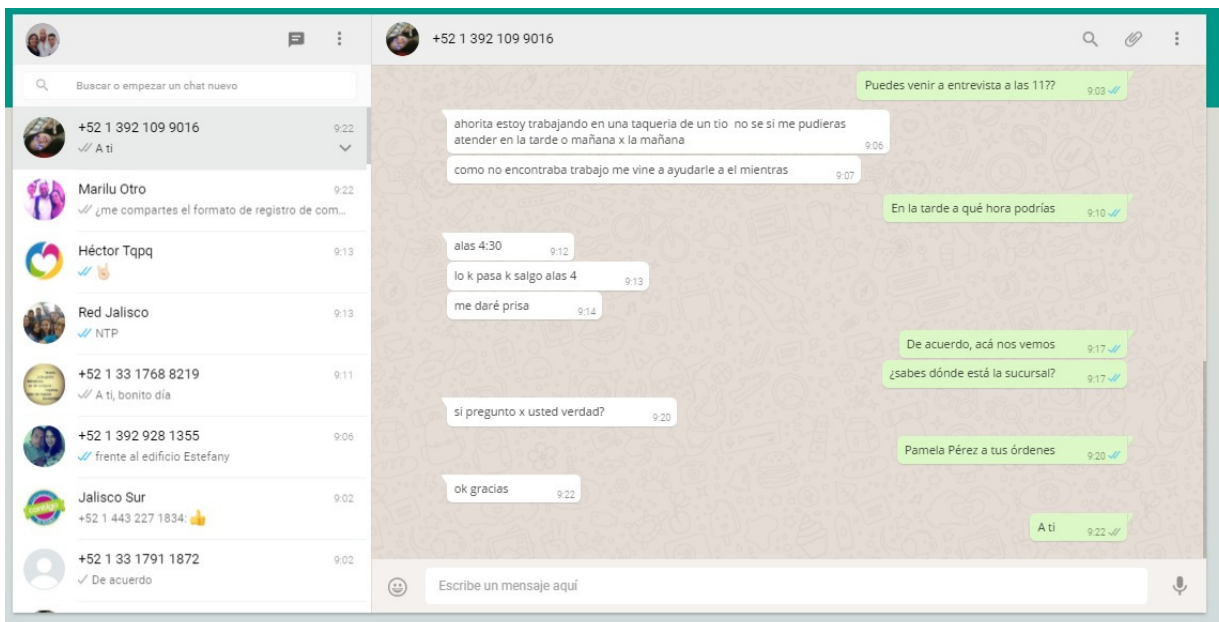 Buscar o empezar un chat nuevo
+52 1 392 109 9016
9:22
A ti
Marilu Otro
9:22
¿me compartes el formato de registro de com...
Héctor Tqpq
9:13
Red Jalisco
9:13
NTP
+52 1 33 1768 8219
9:11
A ti, bonito día
+52 1 392 928 1355
9:06
frente al edificio Estefany
Jalisco Sur
9:02
+52 1 443 227 1834: 👍
+52 1 33 1791 1872
9:02
De acuerdo
+52 1 392 109 9016
Puedes venir a entrevista a las 11??
9:03
ahorita estoy trabajando en una taqueria de un tio no se si me pudieras
atender en la tarde o mañana x la mañana
9:06
como no encontraba trabajo me vine a ayudarle a el mientras
9:07
En la tarde a qué hora podrías
9:10
alas 4:30
9:12
lo k pasa k salgo alas 4
9:13
me daré prisa
9:14
De acuerdo, acá nos vemos
9:17
¿sabes dónde está la sucursal?
9:17
si pregunto x usted verdad?
9:20
Pamela Pérez a tus órdenes
9:20
ok gracias
9:22
A ti
9:22
Escribe un mensaje aquí